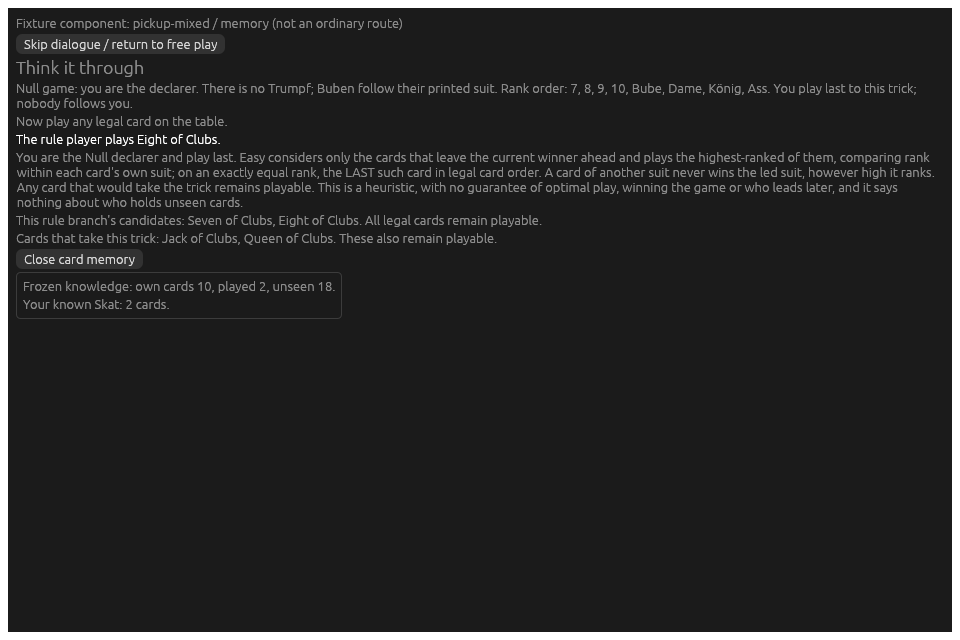 Fixture component: pickup-mixed / memory (not an ordinary route)
Skip dialogue / return to free play
Think it through
Null game: you are the declarer. There is no Trumpf; Buben follow their printed suit. Rank order: 7, 8, 9, 10, Bube, Dame, König, Ass. You play last to this trick;
nobody follows you.
Now play any legal card on the table.
The rule player plays Eight of Clubs.
You are the Null declarer and play last. Easy considers only the cards that leave the current winner ahead and plays the highest-ranked of them, comparing rank
within each card's own suit; on an exactly equal rank, the LAST such card in legal card order. A card of another suit never wins the led suit, however high it ranks.
Any card that would take the trick remains playable. This is a heuristic, with no guarantee of optimal play, winning the game or who leads later, and it says
nothing about who holds unseen cards.
This rule branch's candidates: Seven of Clubs, Eight of Clubs. All legal cards remain playable.
Cards that take this trick: Jack of Clubs, Queen of Clubs. These also remain playable.
Close card memory
Frozen knowledge: own cards 10, played 2, unseen 18.
Your known Skat: 2 cards.